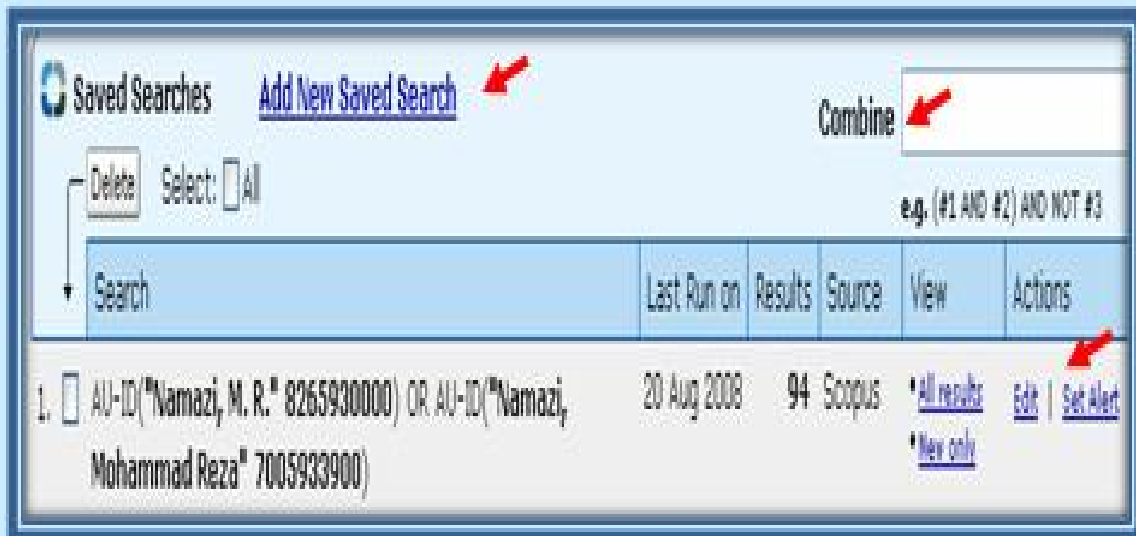 Saved Searches Add New Saved Search
Combine
Delete Select: All
e.g. (#1 AND #2) AND NOT #3
Search Last Run on Results Source View Actions
1. AU-ID("Namazi, M. R." 8265930000) OR AU-ID("Namazi, 20 Aug 2008 94 Scopus •All results Edit | Set Alert
Mohammad Reza" 7005933900) •New only